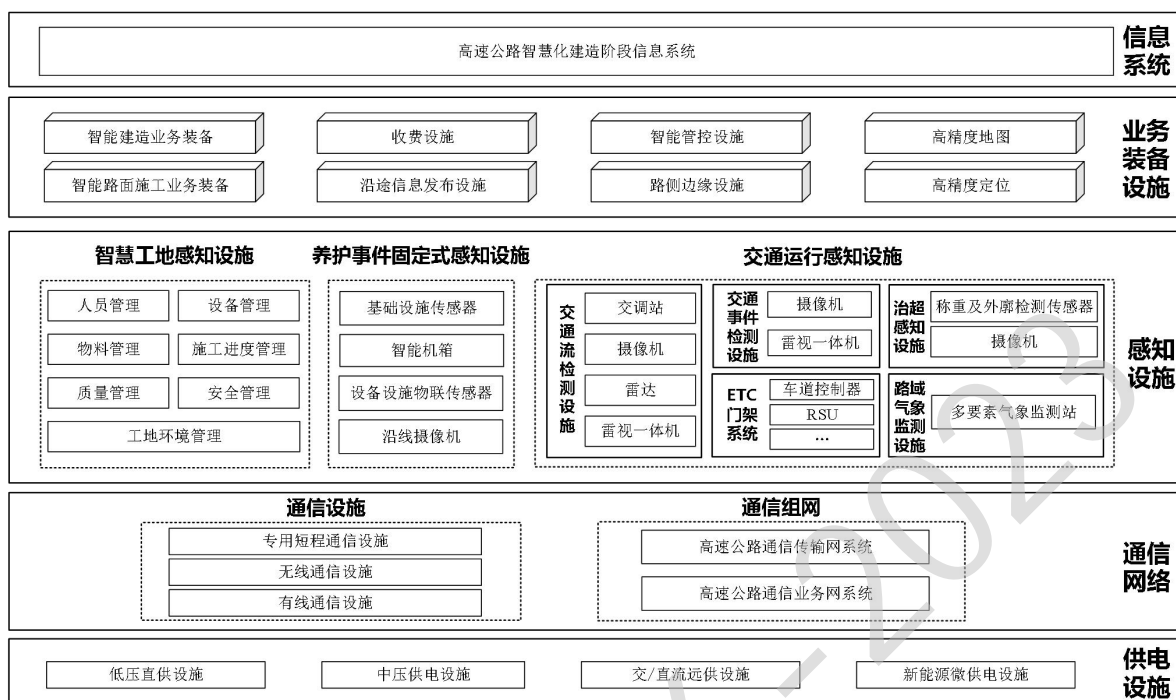 高速公路智慧化建造阶段信息系统
信息
系统
智能建造业务装备
收费设施
智能管控设施
高精度地图
智能路面施工业务装备
沿途信息发布设施
路侧边缘设施
高精度定位
业务
装备
设施
智慧工地感知设施
人员管理
设备管理
物料管理
施工进度管理
质量管理
安全管理
工地环境管理
养护事件固定式感知设施
基础设施传感器
智能机箱
设备设施物联传感器
沿线摄像机
交通运行感知设施
交通流检测设施
交调站
摄像机
雷达
雷视一体机
交通
事件
检测
设施
摄像机
雷视一体机
治超
感知
设施
称重及外廓检测传感器
摄像机
ETC
门架
系统
车道控制器
RSU
...
路域
气象
监测
设施
多要素气象监测站
感知
设施
通信设施
专用短程通信设施
无线通信设施
有线通信设施
通信组网
高速公路通信传输网系统
高速公路通信业务网系统
通信
网络
低压直供设施
中压供电设施
交/直流远供设施
新能源微供电设施
供电
设施
-2023